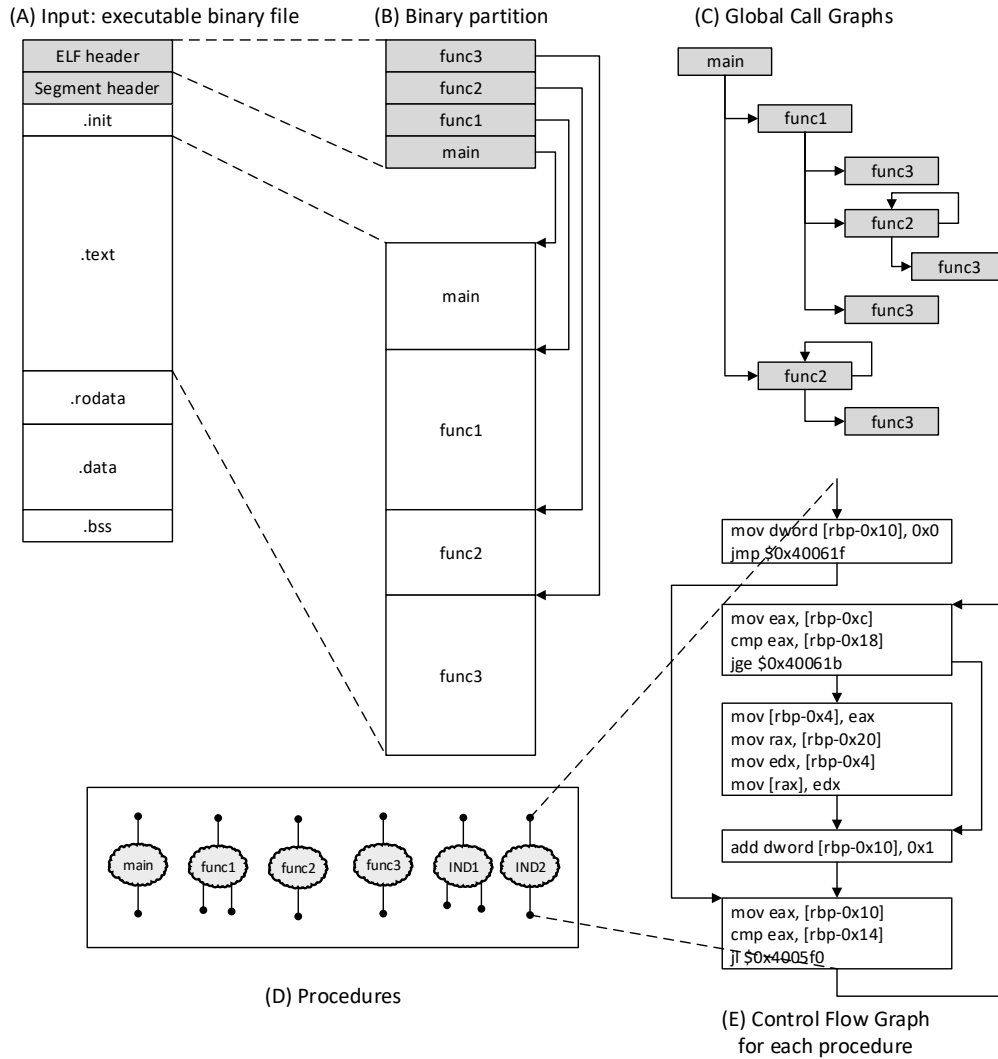 (A) Input: executable binary file
ELF header
Segment header
.init
.text
.rodata
.data
.bss
(B) Binary partition
func3
func2
func1
main
main
func1
func2
func3
(C) Global Call Graphs
main
func1
func3
func2
func3
func3
func2
func3
main
func1
func2
func3
IND1
IND2
(D) Procedures
mov dword [rbp-0x10], 0x0
jmp $0x40061f
mov eax, [rbp-0xc]
cmp eax, [rbp-0x18]
jge $0x40061b
mov [rbp-0x4], eax
mov rax, [rbp-0x20]
mov edx, [rbp-0x4]
mov [rax], edx
add dword [rbp-0x10], 0x1
mov eax, [rbp-0x10]
cmp eax, [rbp-0x14]
jl $0x4005f0
(E) Control Flow Graph
for each procedure